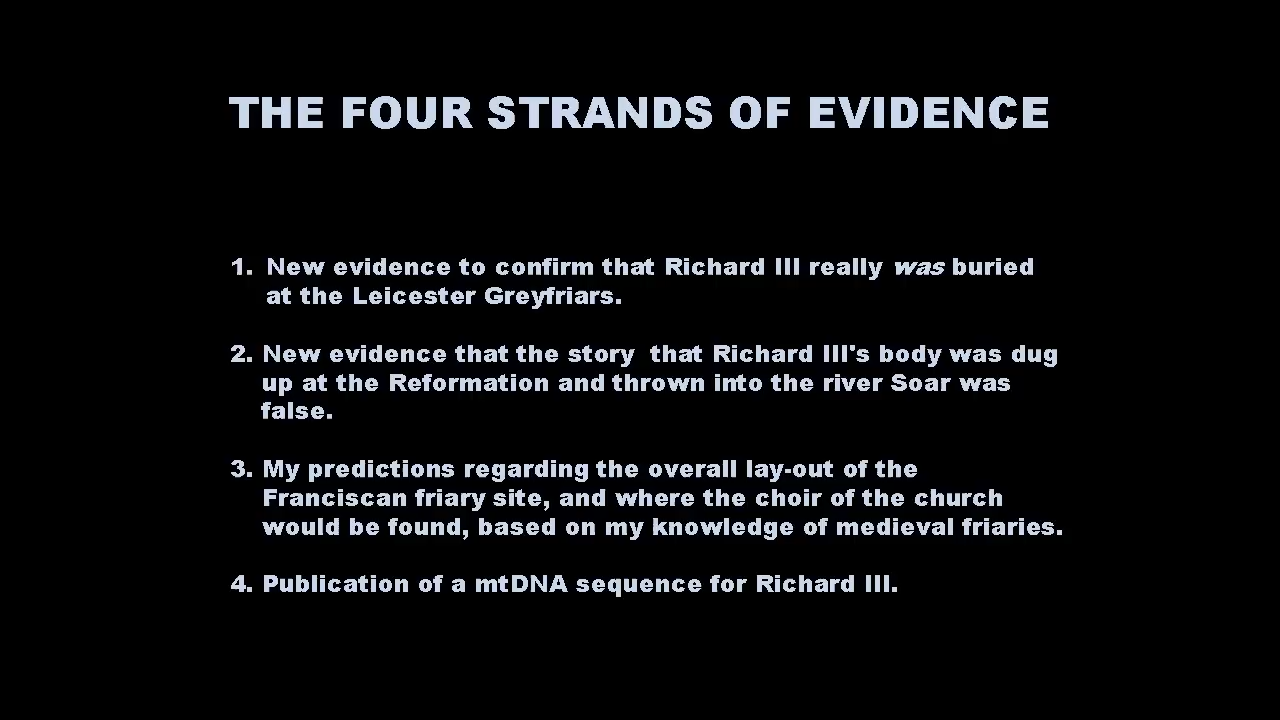 THE FOUR STRANDS OF EVIDENCE
1. New evidence to confirm that Richard III really was buried
at the Leicester Greyfriars.
2. New evidence that the story  that Richard III's body was dug
up at the Reformation and thrown into the river Soar was
false.
3. My predictions regarding the overall lay-out of the
Franciscan friary site, and where the choir of the church
would be found, based on my knowledge of medieval friaries.
4. Publication of a mtDNA sequence for Richard III.